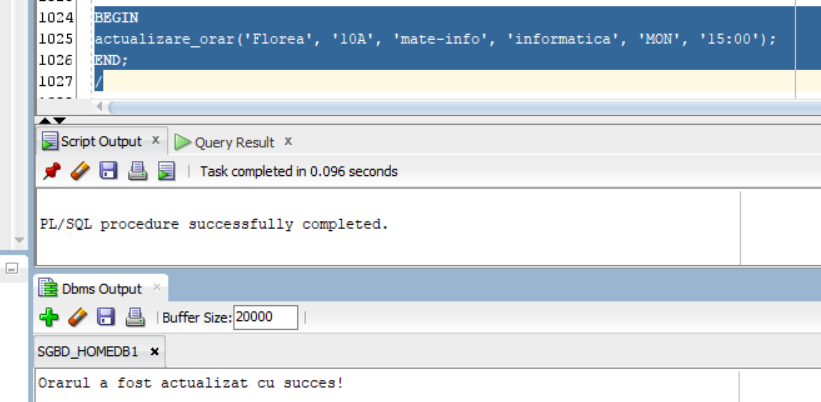 1024 BEGIN
1025 actualizare_orar('Florea', '10A', 'mate-info', 'informatica', 'MON', '15:00');
1026 END;
1027 /
Script Output x Query Result x
Task completed in 0.096 seconds
PL/SQL procedure successfully completed.
Dbms Output x
Buffer Size: 20000
SGBD_HOMEDB1 x
Orarul a fost actualizat cu succes!